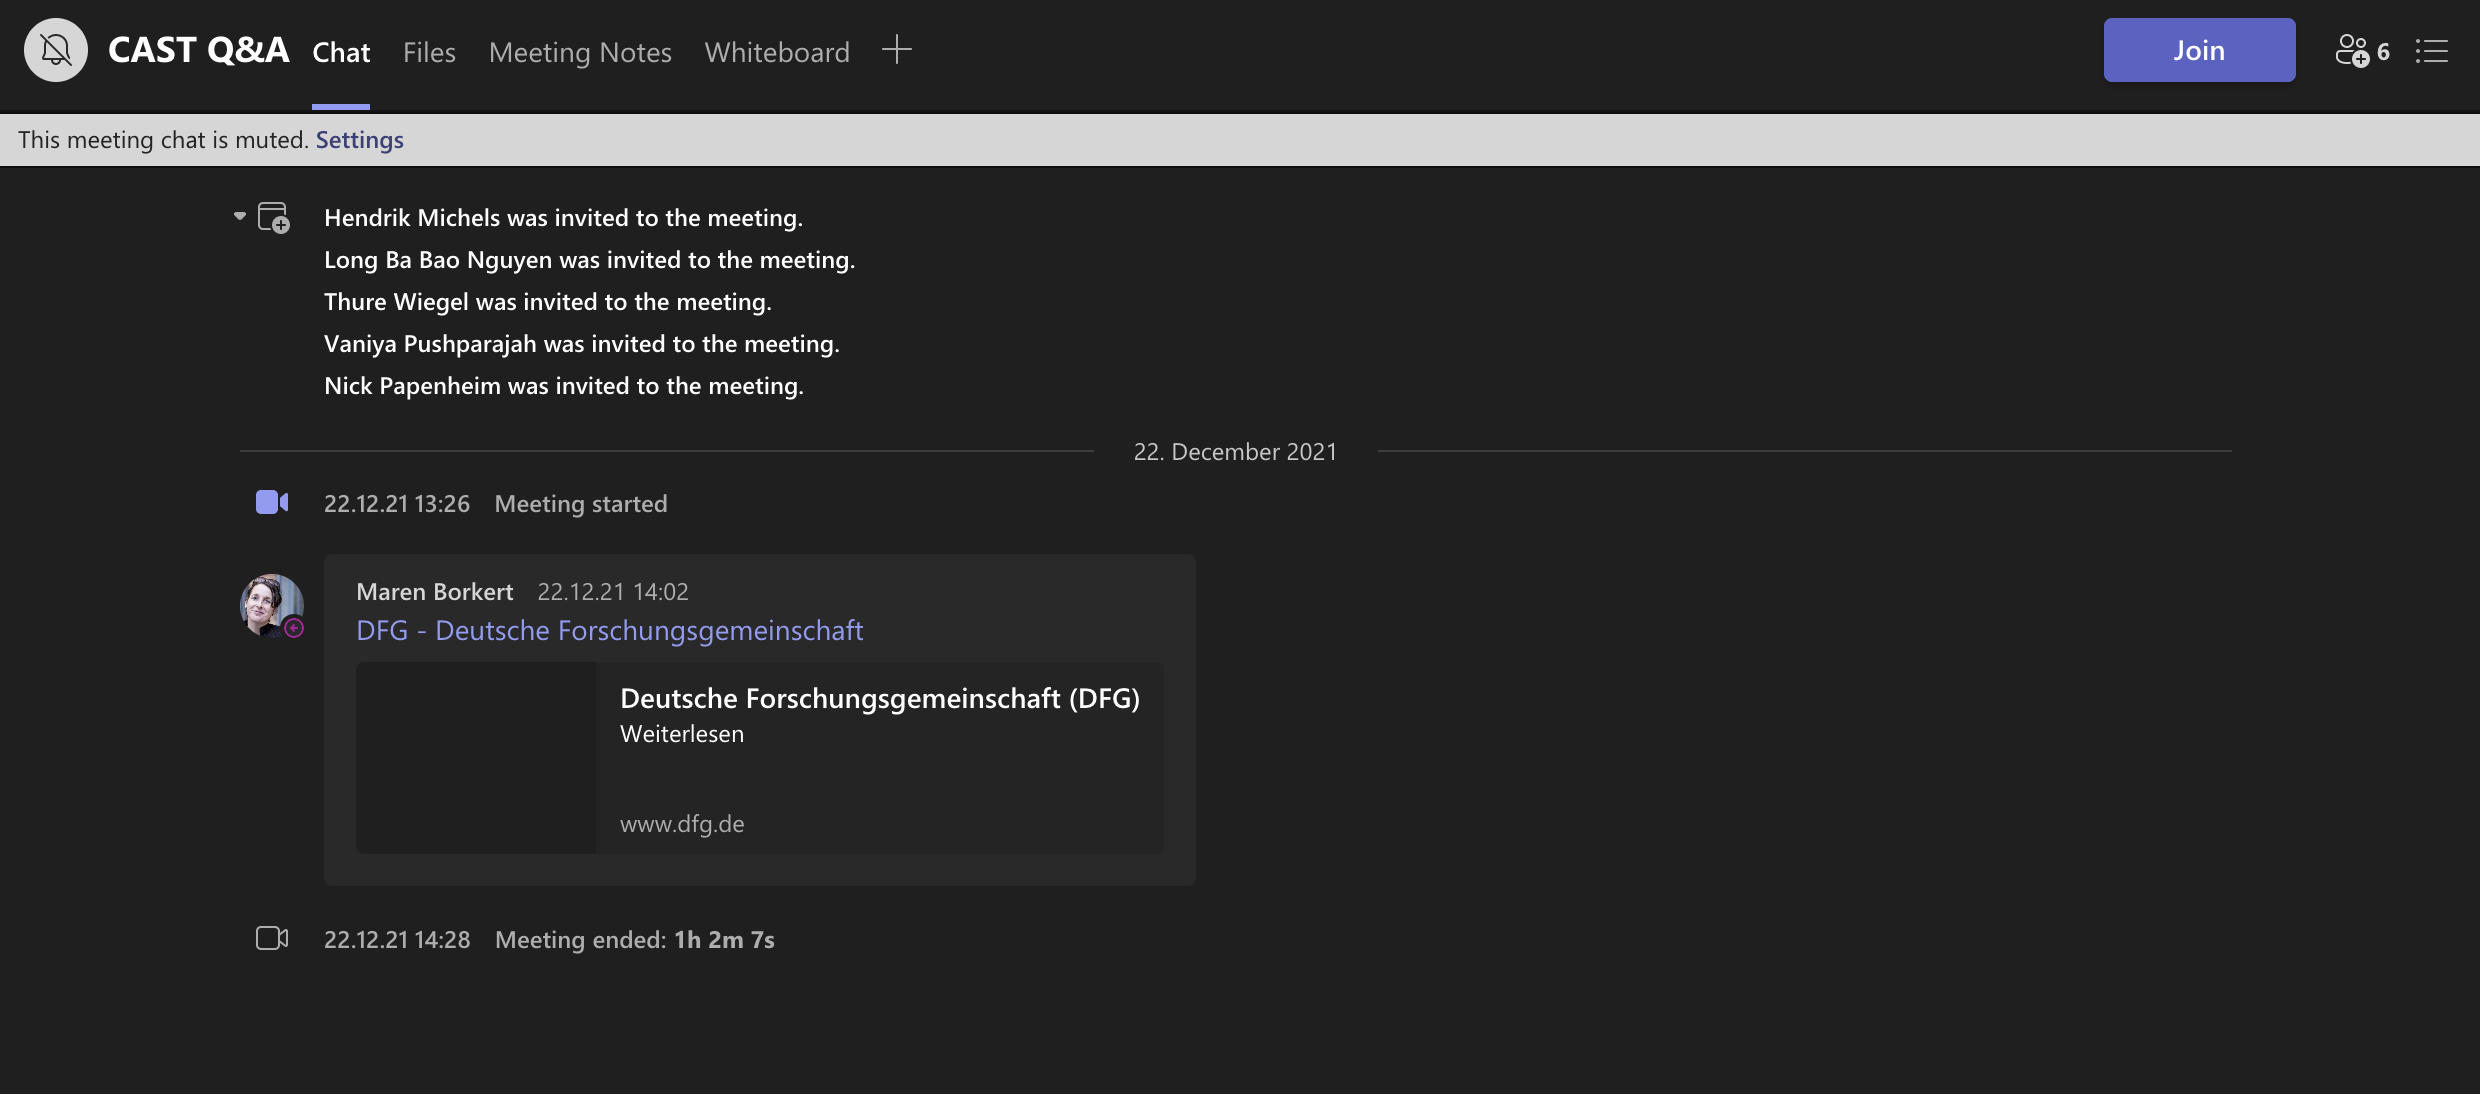 CAST Q&A Chat Files Meeting Notes Whiteboard Join 6
This meeting chat is muted. Settings
Hendrik Michels was invited to the meeting.
Long Ba Bao Nguyen was invited to the meeting.
Thure Wiegel was invited to the meeting.
Vaniya Pushparajah was invited to the meeting.
Nick Papenheim was invited to the meeting.
22. December 2021
22.12.21 13:26 Meeting started
Maren Borkert 22.12.21 14:02
DFG - Deutsche Forschungsgemeinschaft
Deutsche Forschungsgemeinschaft (DFG)
Weiterlesen
www.dfg.de
22.12.21 14:28 Meeting ended: 1h 2m 7s